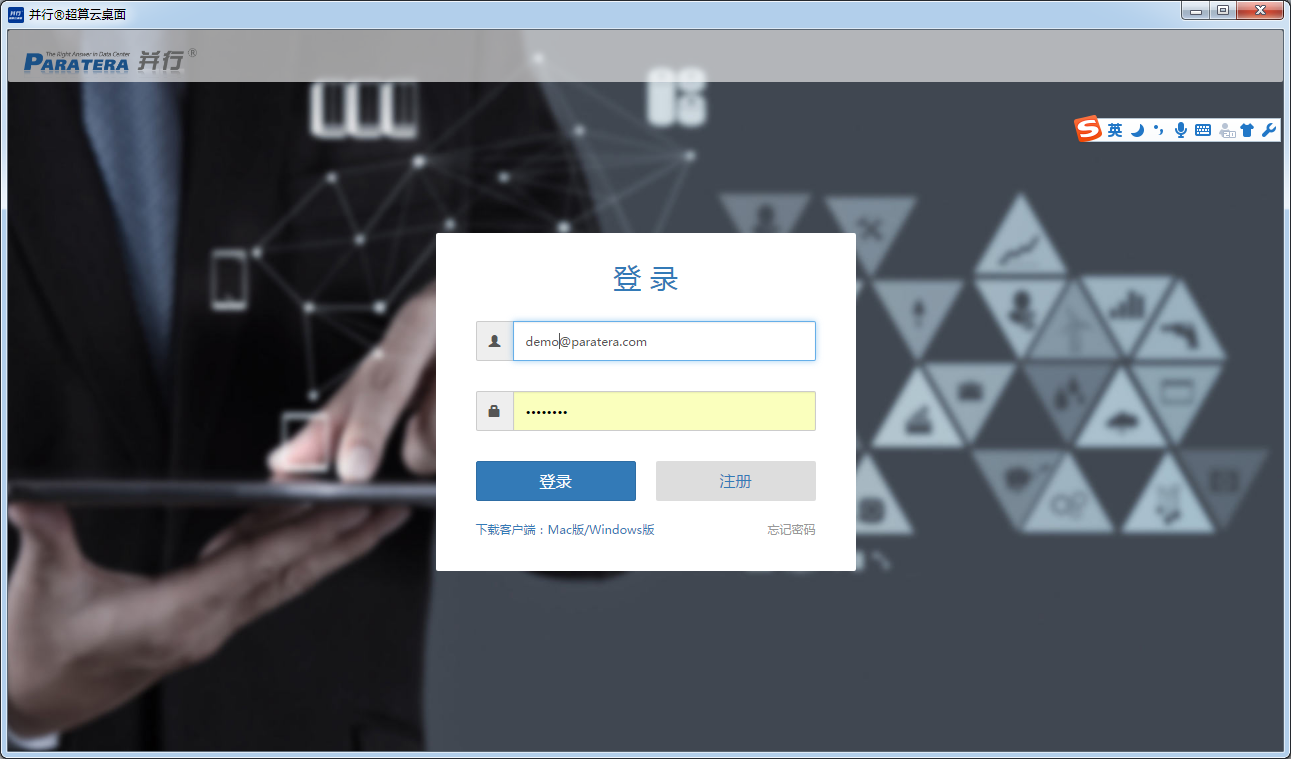 并行®超算云桌面
The Right Answer in Data Center
PARATERA 并行®
英
登 录
demo@paratera.com
••••••••
登录
注册
下载客户端：Mac版/Windows版
忘记密码